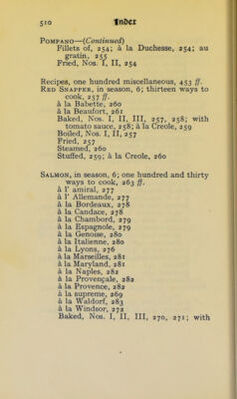 510 Index
POMPANO—(Continued)
Fillets of, 254; à la Duchesse, 254; au
gratin, 255
Fried, Nos. I, II, 254
Recipes, one hundred miscellaneous, 453 ff.
RED SNAPPER, in season, 6; thirteen ways to
cook, 257 ff.
à la Babette, 260
à la Beaufort, 261
Baked, Nos. I, II, III, 257, 258; with
tomato sauce, 258; à la Creole, 259
Boiled, Nos. I, II, 257
Fried, 257
Steamed, 260
Stuffed, 259; à la Creole, 260
SALMON, in season, 6; one hundred and thirty
ways to cook, 263 ff.
à l' amiral, 277
à l' Allemande, 277
à la Bordeaux, 278
à la Candace, 278
à la Chambord, 279
à la Espagnole, 279
à la Genoise, 280
à la Italienne, 280
à la Lyons, 276
à la Marseilles, 281
à la Maryland, 281
à la Naples, 282
à la Provençale, 282
à la Provence, 282
à la supreme, 269
à la Waldorf, 283
à la Windsor, 272
Baked, Nos. I, II, III, 270, 271; with